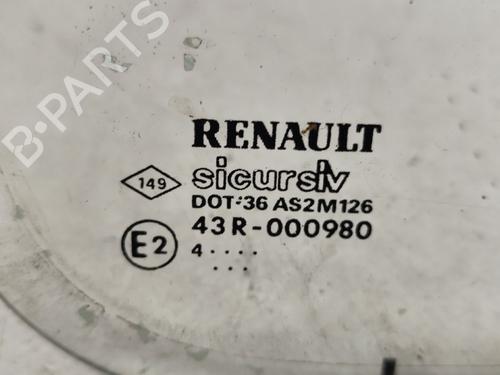 RENAULT
149 sicursiv
DOT·36 AS2M126
E2 43R-000980
4 ····
···
B-PARTS